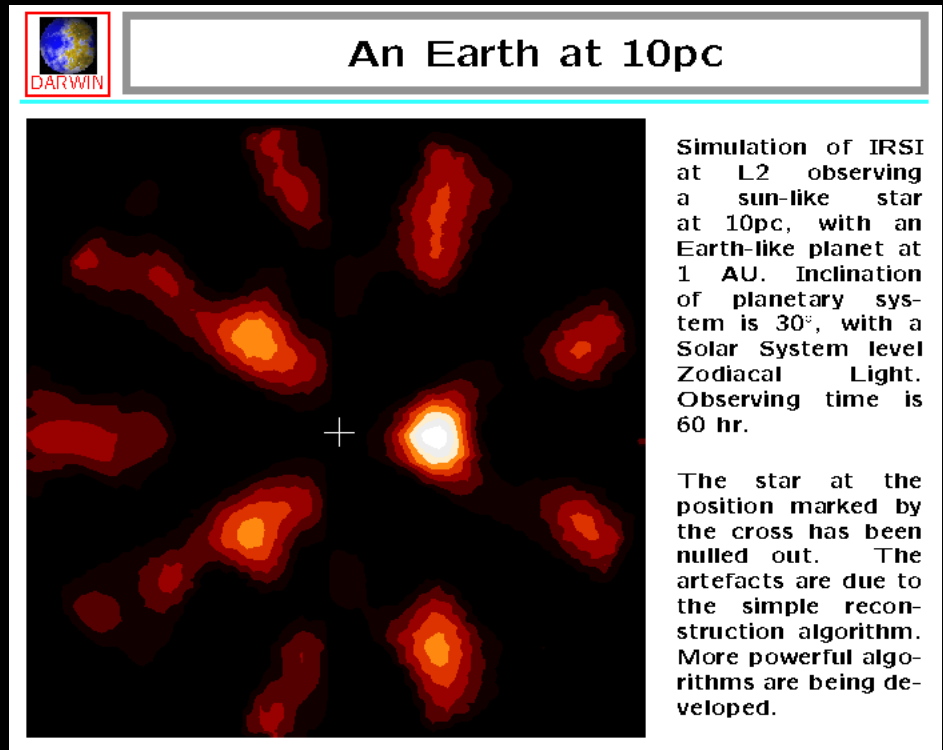 DARWIN
An Earth at 10pc
Simulation of IRSI
at L2 observing
a sun-like star
at 10pc, with an
Earth-like planet at
1 AU. Inclination
of planetary sys-
tem is 30°, with a
Solar System level
Zodiacal Light.
Observing time is
60 hr.
The star at the
position marked by
the cross has been
nulled out. The
artefacts are due to
the simple recon-
struction algorithm.
More powerful algo-
rithms are being de-
veloped.